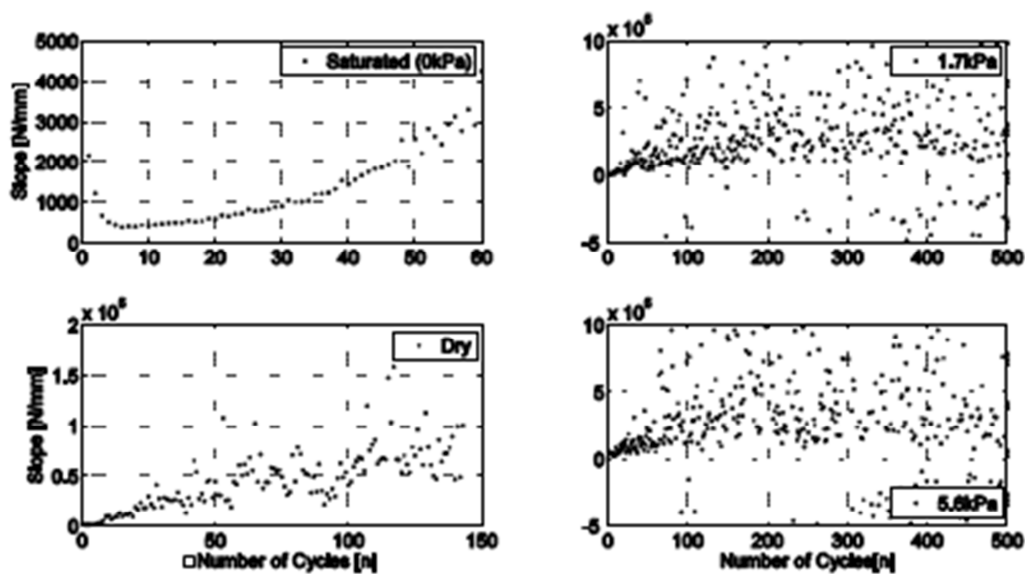 5000
4000
3000
2000
1000
0
0 10 20 30 40 50 60
Slope [N/mm]
Saturated (0kPa)
10
5
0
-5
0 100 200 300 400 500
1.7kPa
2
1.5
1
0.5
0
0 50 100 150
Slope [N/mm]
Dry
□Number of Cycles [n]
10
5
0
-5
0 100 200 300 400 500
5.6kPa
Number of Cycles[n]